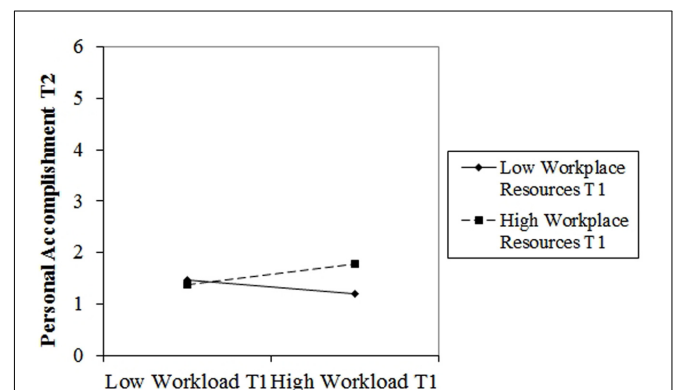 Personal Accomplishment T2
6
5
4
3
2
1
0
Low Workload T1 High Workload T1
Low Workplace
Resources T1
High Workplace
Resources T1